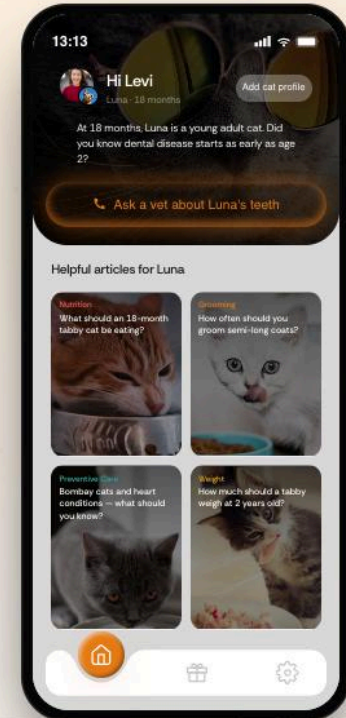 13:13
Hi Levi
Luna · 18 months
Add cat profile
At 18 months, Luna is a young adult cat. Did
you know dental disease starts as early as age
2?
Ask a vet about Luna's teeth
Helpful articles for Luna
Nutrition
What should an 18-month
tabby cat be eating?
Grooming
How often should you
groom semi-long coats?
Preventive Care
Bombay cats and heart
conditions — what should
you know?
Weight
How much should a tabby
weigh at 2 years old?